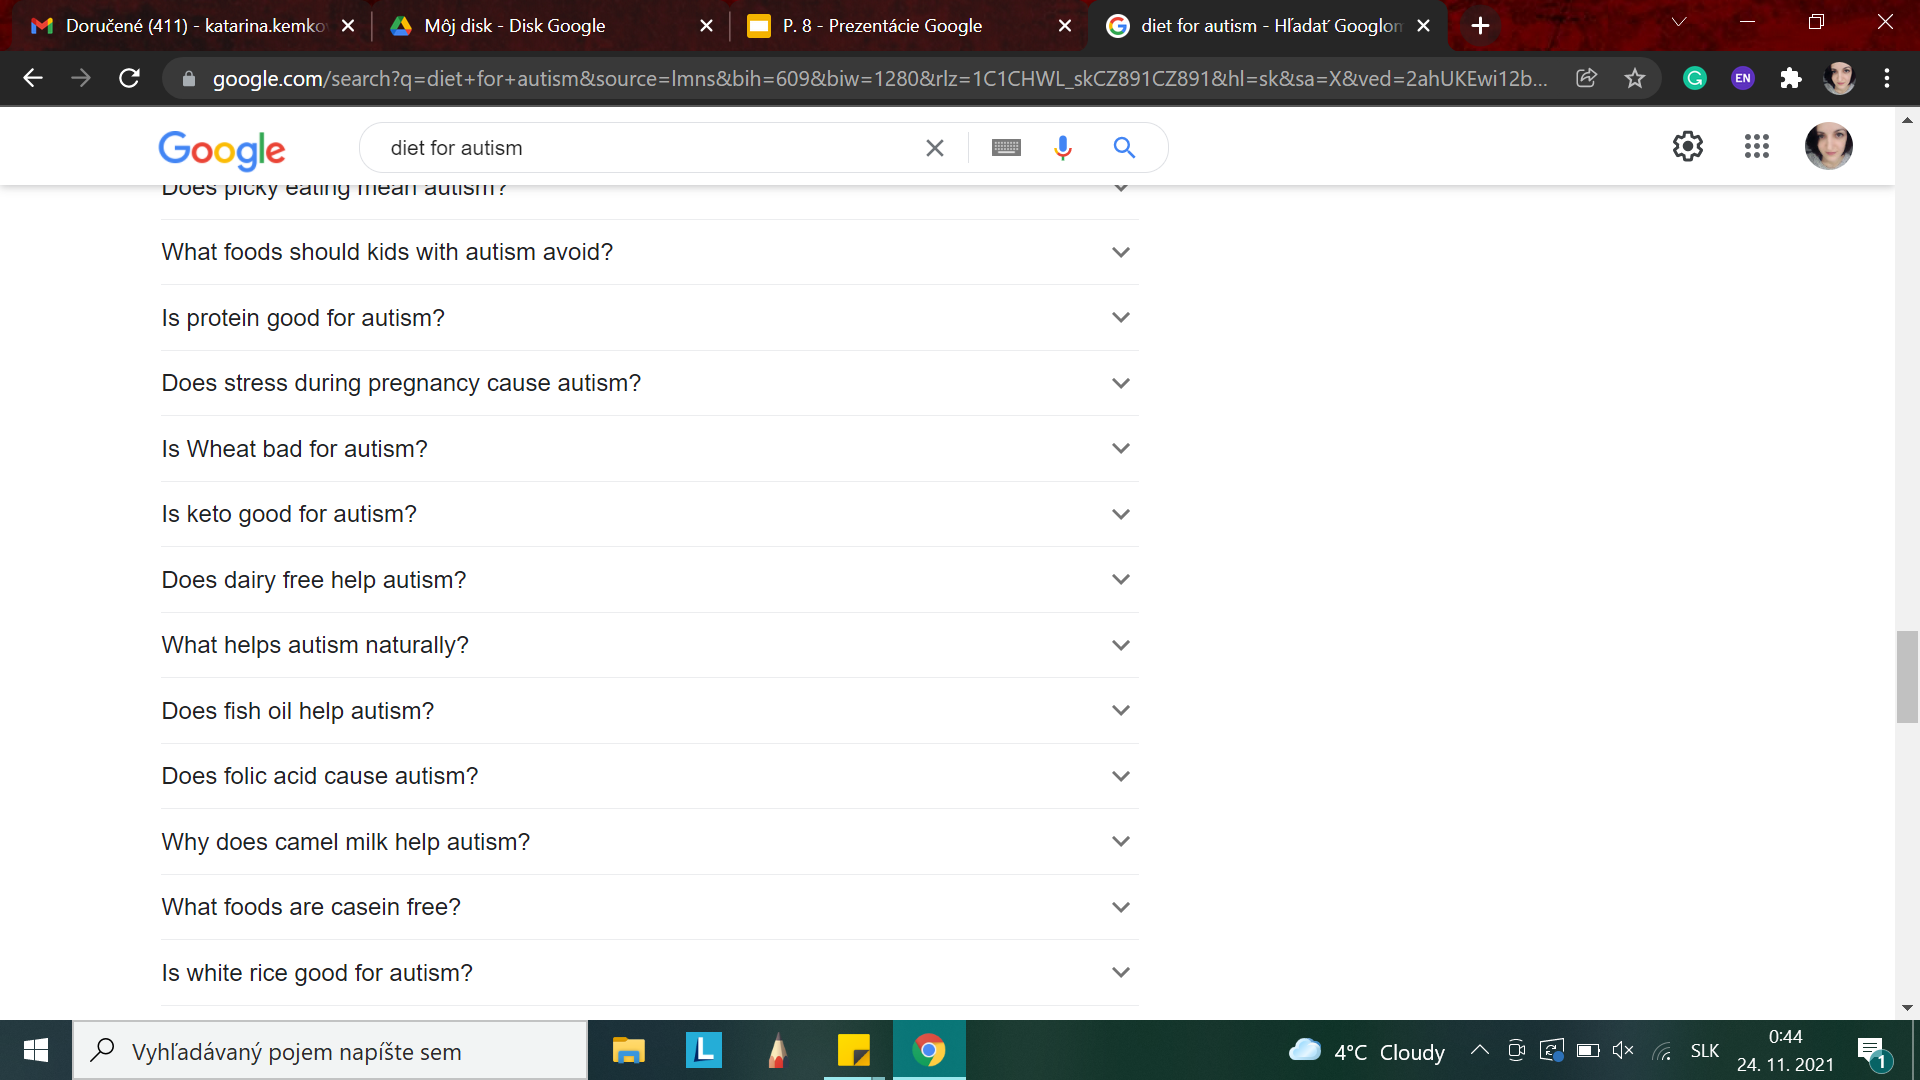 Doručené (411) - katarina.kemko
Môj disk - Disk Google
P. 8 - Prezentácie Google
diet for autism - Hľadať Googlom
google.com/search?q=diet+for+autism&source=lmns&bih=609&biw=1280&rlz=1C1CHWL_skCZ891CZ891&hl=sk&sa=X&ved=2ahUKEwi12b...
EN
Google
diet for autism
Does picky eating mean autism?
What foods should kids with autism avoid?
Is protein good for autism?
Does stress during pregnancy cause autism?
Is Wheat bad for autism?
Is keto good for autism?
Does dairy free help autism?
What helps autism naturally?
Does fish oil help autism?
Does folic acid cause autism?
Why does camel milk help autism?
What foods are casein free?
Is white rice good for autism?
Vyhľadávaný pojem napíšte sem
L
4°C Cloudy
SLK
0:44
24. 11. 2021
1